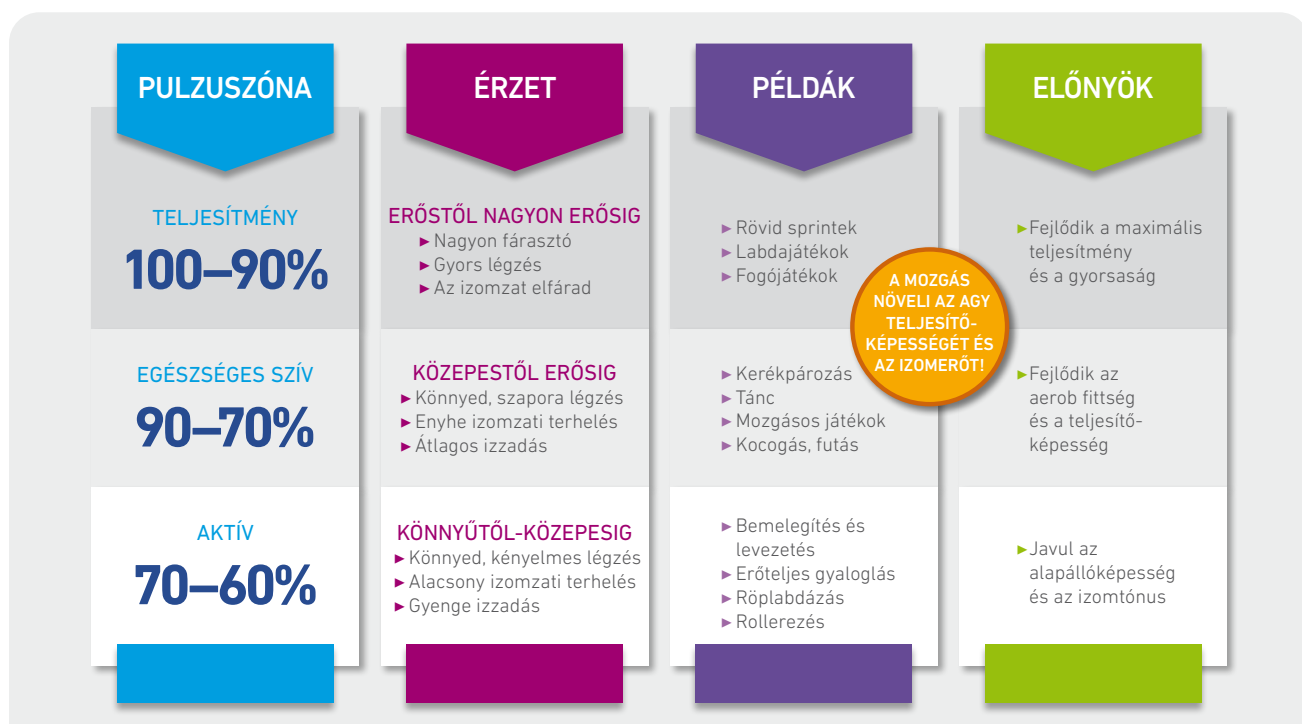 PULZUSZÓNA
ÉRZET
PÉLDÁK
ELŐNYÖK
TELJESÍTMÉNY
100–90%
ERŐSTŐL NAGYON ERŐSIG
►Nagyon fárasztó
►Gyors légzés
►Az izomzat elfárad
►Rövid sprintek
►Labdajátékok
►Fogójátékok
►Fejlődik a maximális
teljesítmény
és a gyorsaság
A MOZGÁS
NÖVELI AZ AGY
TELJESÍTŐ-
KÉPESSÉGÉT ÉS
AZ IZOMERŐT!
EGÉSZSÉGES SZÍV
90–70%
KÖZEPESTŐL ERŐSIG
►Könnyed, szapora légzés
►Enyhe izomzati terhelés
►Átlagos izzadás
►Kerékpározás
►Tánc
►Mozgásos játékok
►Kocogás, futás
►Fejlődik az
aerob fittség
és a teljesítő-
képesség
AKTÍV
70–60%
KÖNNYŰTŐL-KÖZEPESIG
►Könnyed, kényelmes légzés
►Alacsony izomzati terhelés
►Gyenge izzadás
►Bemelegítés és
levezetés
►Erőteljes gyaloglás
►Röplabdázás
►Rollerezés
►Javul az
alapállóképesség
és az izomtónus